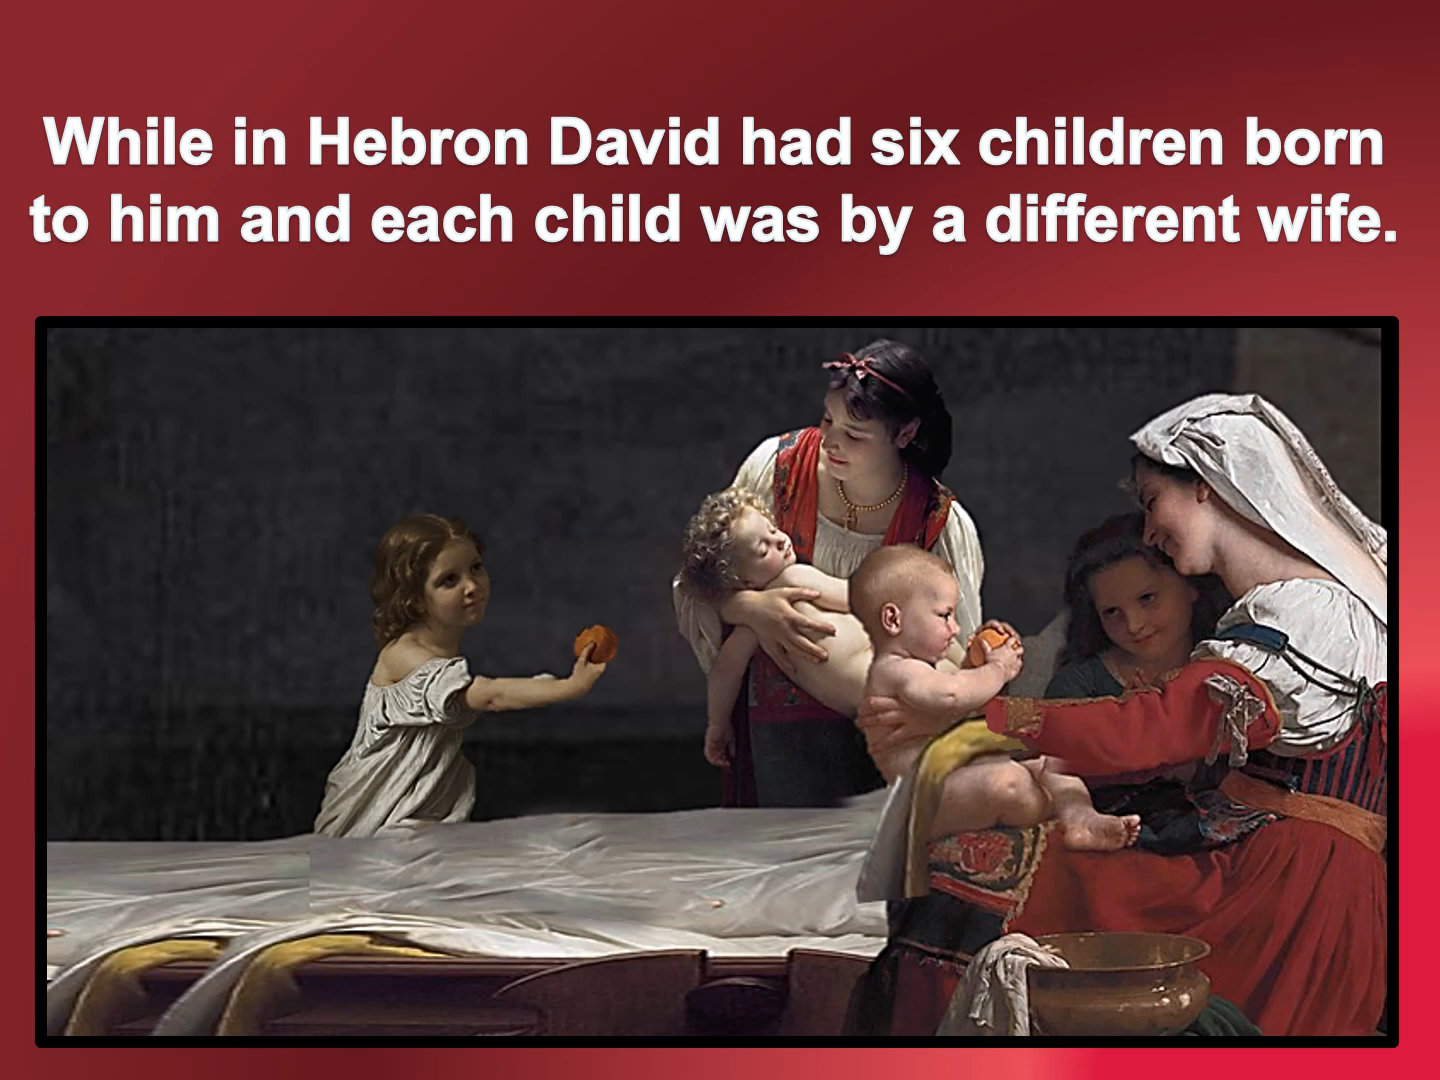 While in Hebron David had six children born
to him and each child was by a different wife.